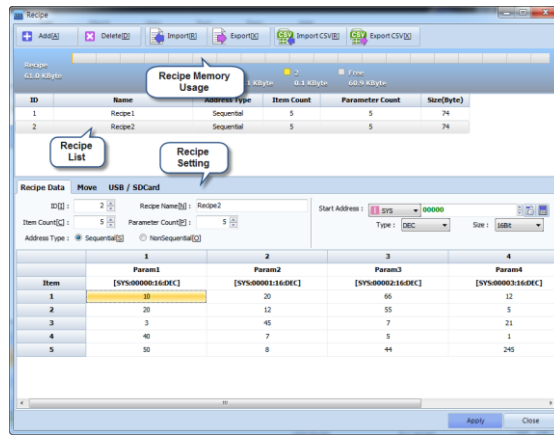 Recipe
Add[A] Delete[D] Import[R] Export[X] Import CSV[R] Export CSV[X]
Recipe
61.0 KByte
Recipe Memory
Usage
2 Free
0.1 KByte 60.9 KByte
ID Name Address Type Item Count Parameter Count Size(Byte)
1 Recipe1 Sequential 5 5 74
2 Recipe2 Sequential 5 5 74
Recipe
List
Recipe
Setting
Recipe Data Move USB / SDCard
ID[I] : 2 Recipe Name[N] : Recipe2 Start Address : SYS 00000
Item Count[C] : 5 Parameter Count[P] : 5 Type : DEC Size : 16Bit
Address Type : Sequential[S] NonSequential[O]
1 2 3 4
Param1 Param2 Param3 Param4
Item [SYS:00000:16:DEC] [SYS:00001:16:DEC] [SYS:00002:16:DEC] [SYS:00003:16:DEC]
1 10 20 66 12
2 20 12 55 5
3 3 45 7 21
4 40 7 5 1
5 50 8 44 245
Apply Close